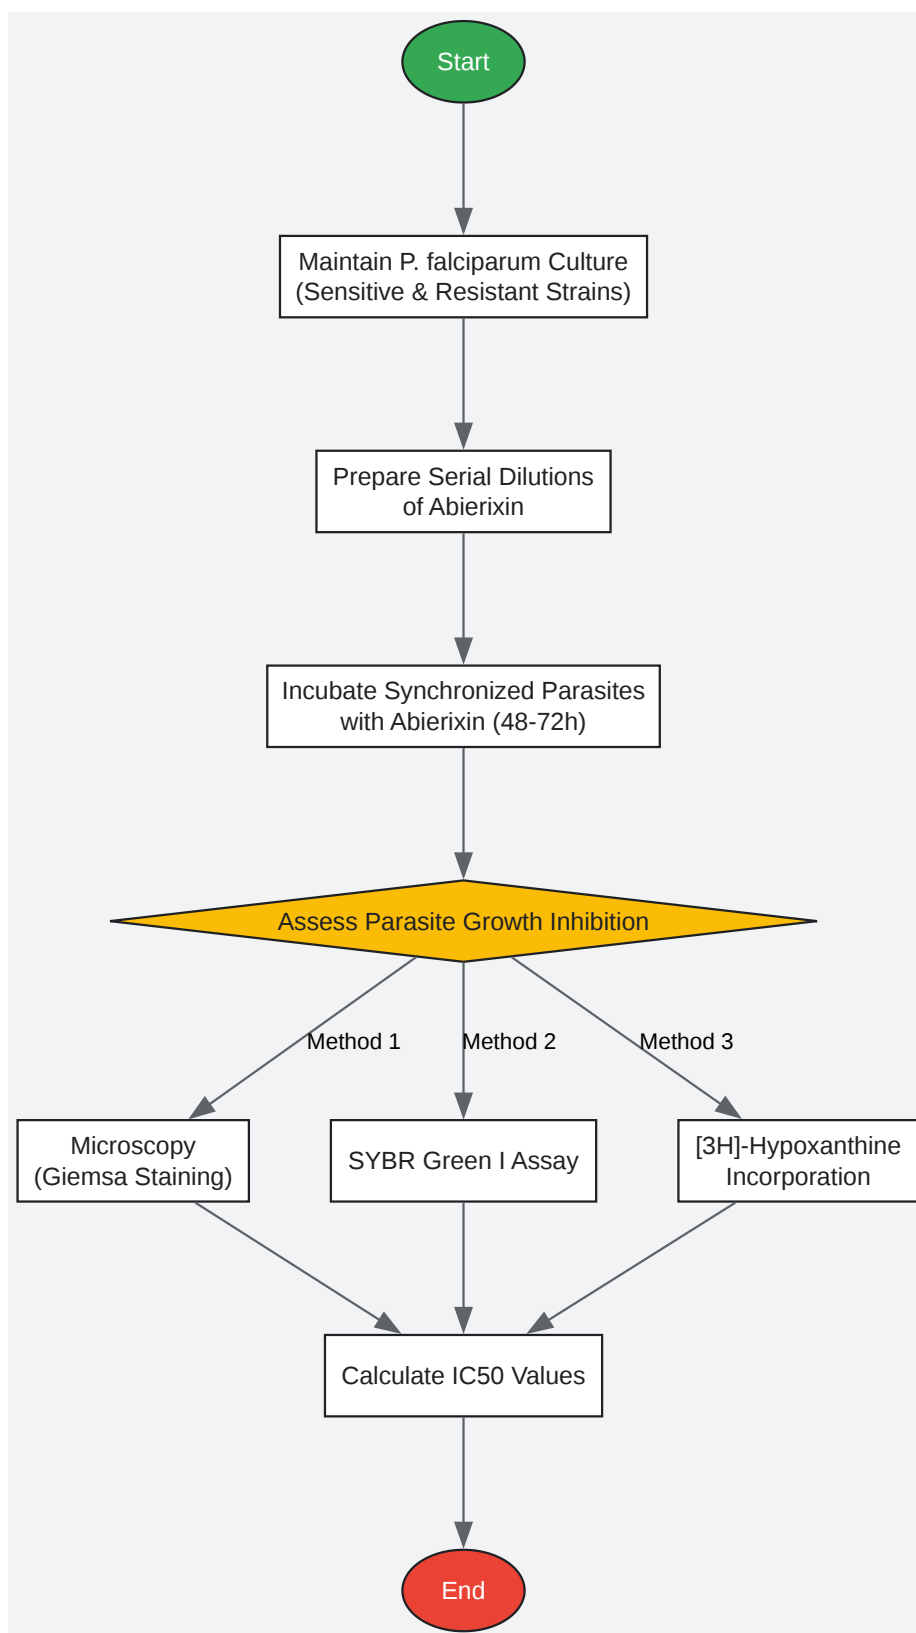 Start
Maintain P. falciparum Culture
(Sensitive & Resistant Strains)
Prepare Serial Dilutions
of Abierixin
Incubate Synchronized Parasites
with Abierixin (48-72h)
Assess Parasite Growth Inhibition
Method 1
Method 2
Method 3
Microscopy
(Giemsa Staining)
SYBR Green I Assay
[3H]-Hypoxanthine
Incorporation
Calculate IC50 Values
End